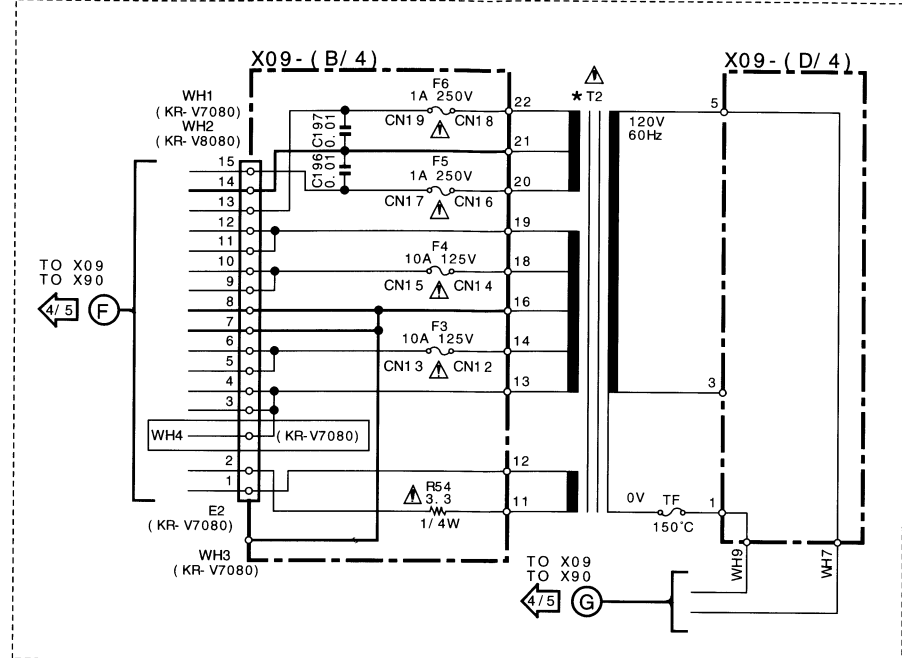 X09-(B/4)
X09-(D/4)
WH1
(KR-V7080)
WH2
(KR-V8080)
F6
1A 250V
CN19
CN18
22
C197
0.01
21
C196
0.01
F5
1A 250V
CN17
CN16
20
* T2
120V
60Hz
5
15
14
13
12
11
10
9
8
7
6
5
4
3
2
1
19
F4
10A 125V
CN15
CN14
18
16
F3
10A 125V
CN13
CN12
14
13
TO X09
TO X90
4/5
F
WH4
(KR-V7080)
12
R54
3.3
1/4W
11
E2
(KR-V7080)
WH3
(KR-V7080)
3
0V
TF
150°C
1
WH9
WH7
TO X09
TO X90
4/5
G